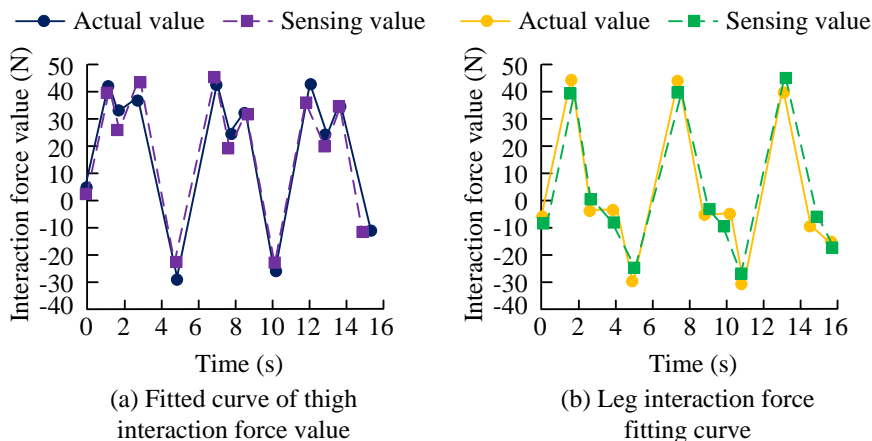 Actual value Sensing value
Interaction force value (N)
50
40
30
20
10
0
-10
-20
-30
-40
0 2 4 6 8 10 12 14 16
Time (s)
(a) Fitted curve of thigh
interaction force value
Actual value Sensing value
Interaction force value (N)
50
40
30
20
10
0
-10
-20
-30
-40
0 2 4 6 8 10 12 14 16
Time (s)
(b) Leg interaction force
fitting curve